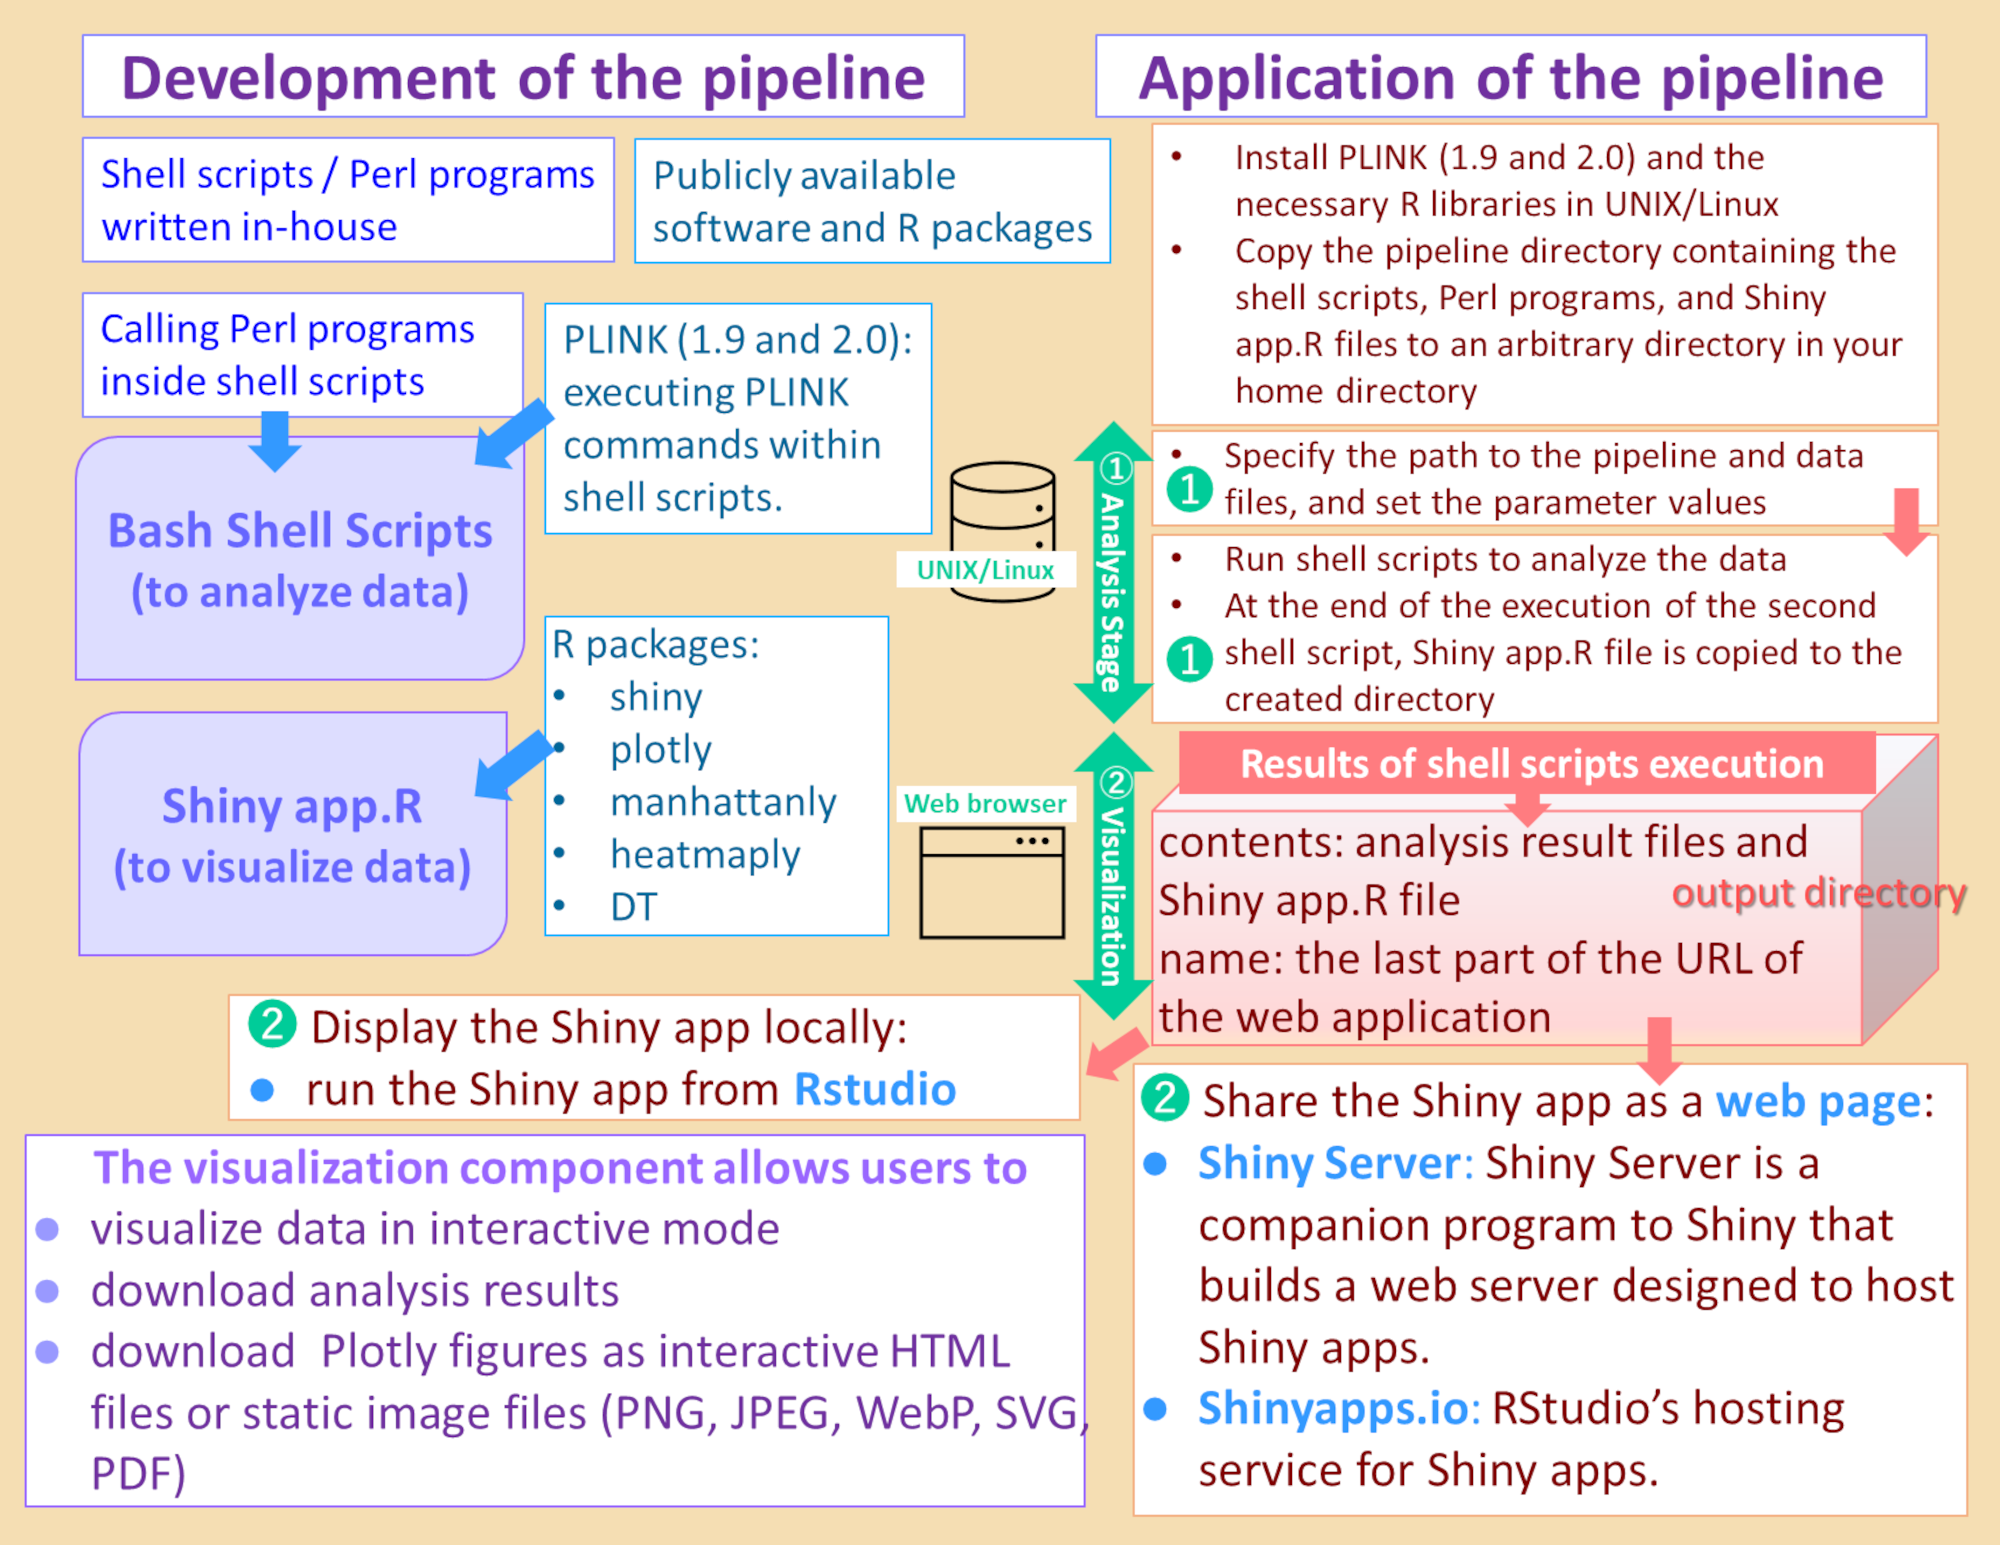 Development of the pipeline
Shell scripts / Perl programs
written in-house
Publicly available
software and R packages
Calling Perl programs
inside shell scripts
PLINK (1.9 and 2.0):
executing PLINK
commands within
shell scripts.
Bash Shell Scripts
(to analyze data)
R packages:
• shiny
• plotly
• manhattanly
• heatmaply
• DT
Shiny app.R
(to visualize data)
UNIX/Linux
Web browser
① Analysis Stage
② Visualization
Application of the pipeline
• Install PLINK (1.9 and 2.0) and the
necessary R libraries in UNIX/Linux
• Copy the pipeline directory containing the
shell scripts, Perl programs, and Shiny
app.R files to an arbitrary directory in your
home directory
• Specify the path to the pipeline and data
❶ files, and set the parameter values
• Run shell scripts to analyze the data
• At the end of the execution of the second
❶ shell script, Shiny app.R file is copied to the
created directory
Results of shell scripts execution
contents: analysis result files and
Shiny app.R file
output directory
name: the last part of the URL of
the web application
❷ Display the Shiny app locally:
● run the Shiny app from Rstudio
The visualization component allows users to
● visualize data in interactive mode
● download analysis results
● download Plotly figures as interactive HTML
files or static image files (PNG, JPEG, WebP, SVG,
PDF)
❷ Share the Shiny app as a web page:
● Shiny Server: Shiny Server is a
companion program to Shiny that
builds a web server designed to host
Shiny apps.
● Shinyapps.io: RStudio’s hosting
service for Shiny apps.